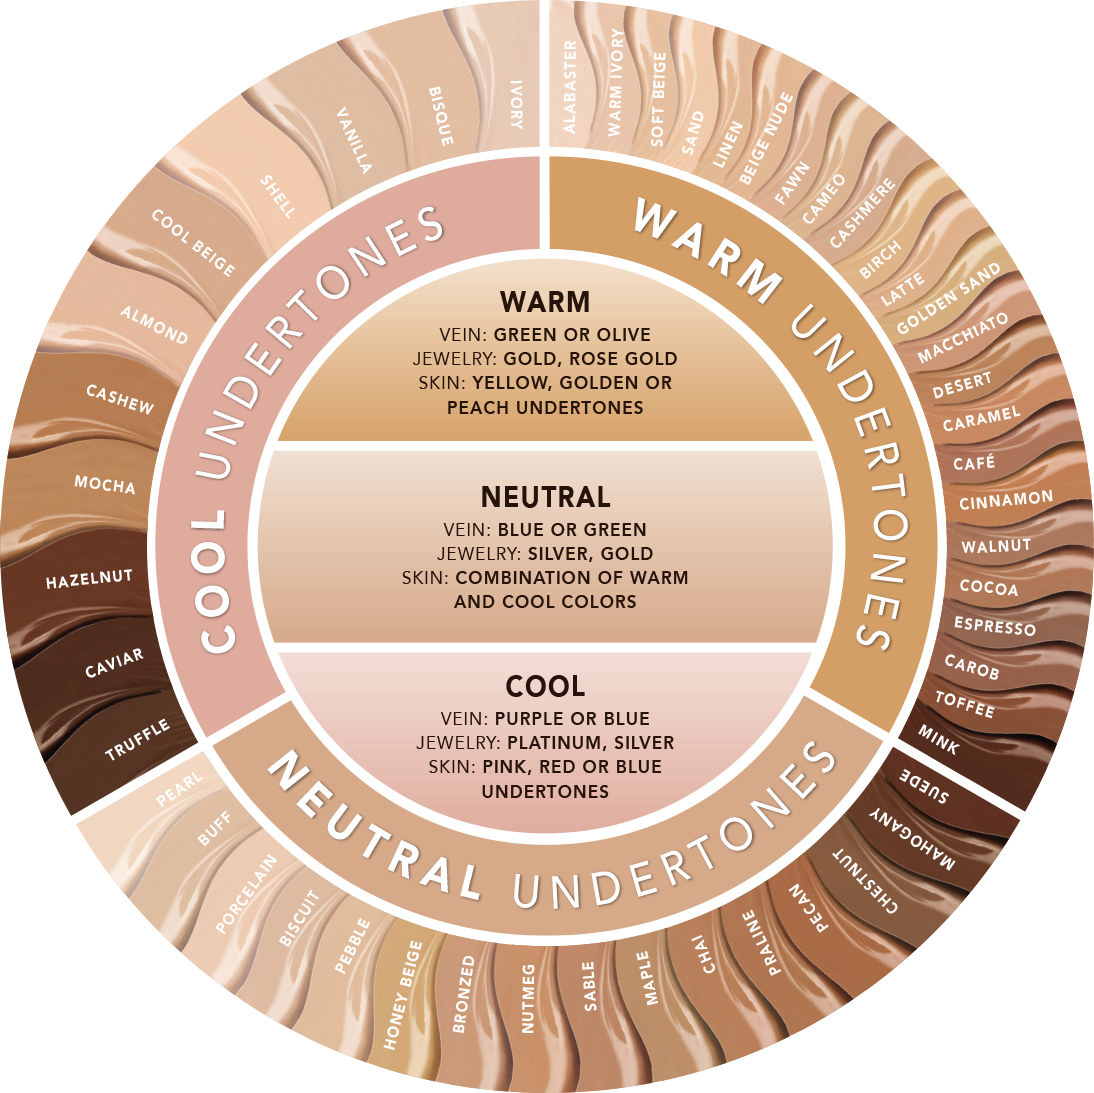 WARM
VEIN: GREEN OR OLIVE
JEWELRY: GOLD, ROSE GOLD
SKIN: YELLOW, GOLDEN OR
PEACH UNDERTONES
NEUTRAL
VEIN: BLUE OR GREEN
JEWELRY: SILVER, GOLD
SKIN: COMBINATION OF WARM
AND COOL COLORS
COOL
VEIN: PURPLE OR BLUE
JEWELRY: PLATINUM, SILVER
SKIN: PINK, RED OR BLUE
UNDERTONES
WARM UNDERTONES
ALABASTER
WARM IVORY
SOFT BEIGE
SAND
LINEN
BEIGE NUDE
FAWN
CAMEO
CASHMERE
BIRCH
LATTE
GOLDEN SAND
MACCHIATO
DESERT
CARAMEL
CAFÉ
CINNAMON
WALNUT
COCOA
ESPRESSO
CAROB
TOFFEE
MINK
NEUTRAL UNDERTONES
SUEDE
MAHOGANY
CHESTNUT
PECAN
PRALINE
CHAI
MAPLE
SABLE
NUTMEG
BRONZED
HONEY BEIGE
PEBBLE
BISCUIT
PORCELAIN
BUFF
PEARL
COOL UNDERTONES
TRUFFLE
CAVIAR
HAZELNUT
MOCHA
CASHEW
ALMOND
COOL BEIGE
SHELL
VANILLA
BISQUE
IVORY